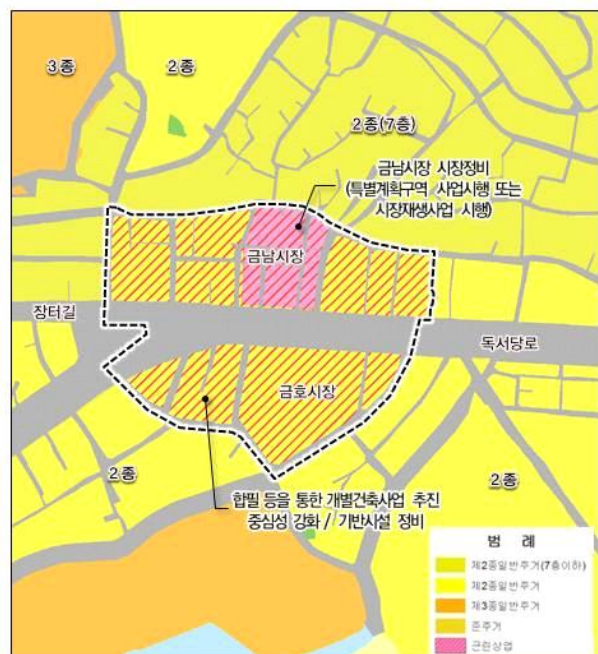 3종
2종
2종(7층)
금남시장 시장정비
(특별계획구역 사업시행 또는
시장재생사업 시행)
금남시장
장터길
독서당로
금호시장
2종
2종
합필 등을 통한 개별건축사업 추진
중심성 강화 / 기반시설 정비
범 례
제2종일반주거(7층이하)
제2종일반주거
제3종일반주거
준주거
근린상업